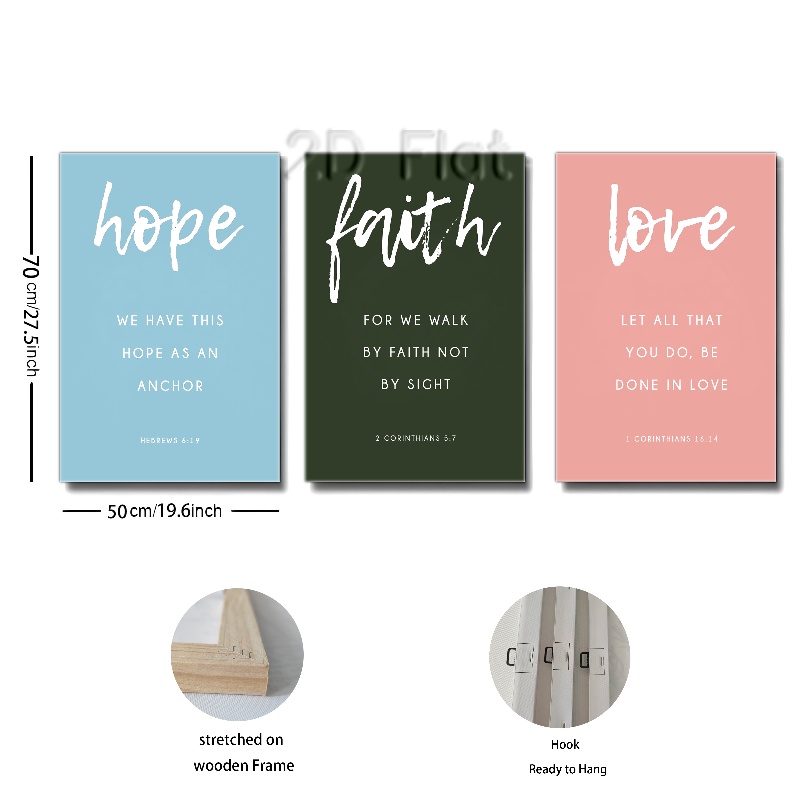 2D Flat
hope
WE HAVE THIS
HOPE AS AN
ANCHOR
HEBREWS 6:19
faith
FOR WE WALK
BY FAITH NOT
BY SIGHT
2 CORINTHIANS 5:7
love
LET ALL THAT
YOU DO, BE
DONE IN LOVE
1 CORINTHIANS 16:14
70 cm/27.5inch
50cm/19.6inch
stretched on
wooden Frame
Hook
Ready to Hang